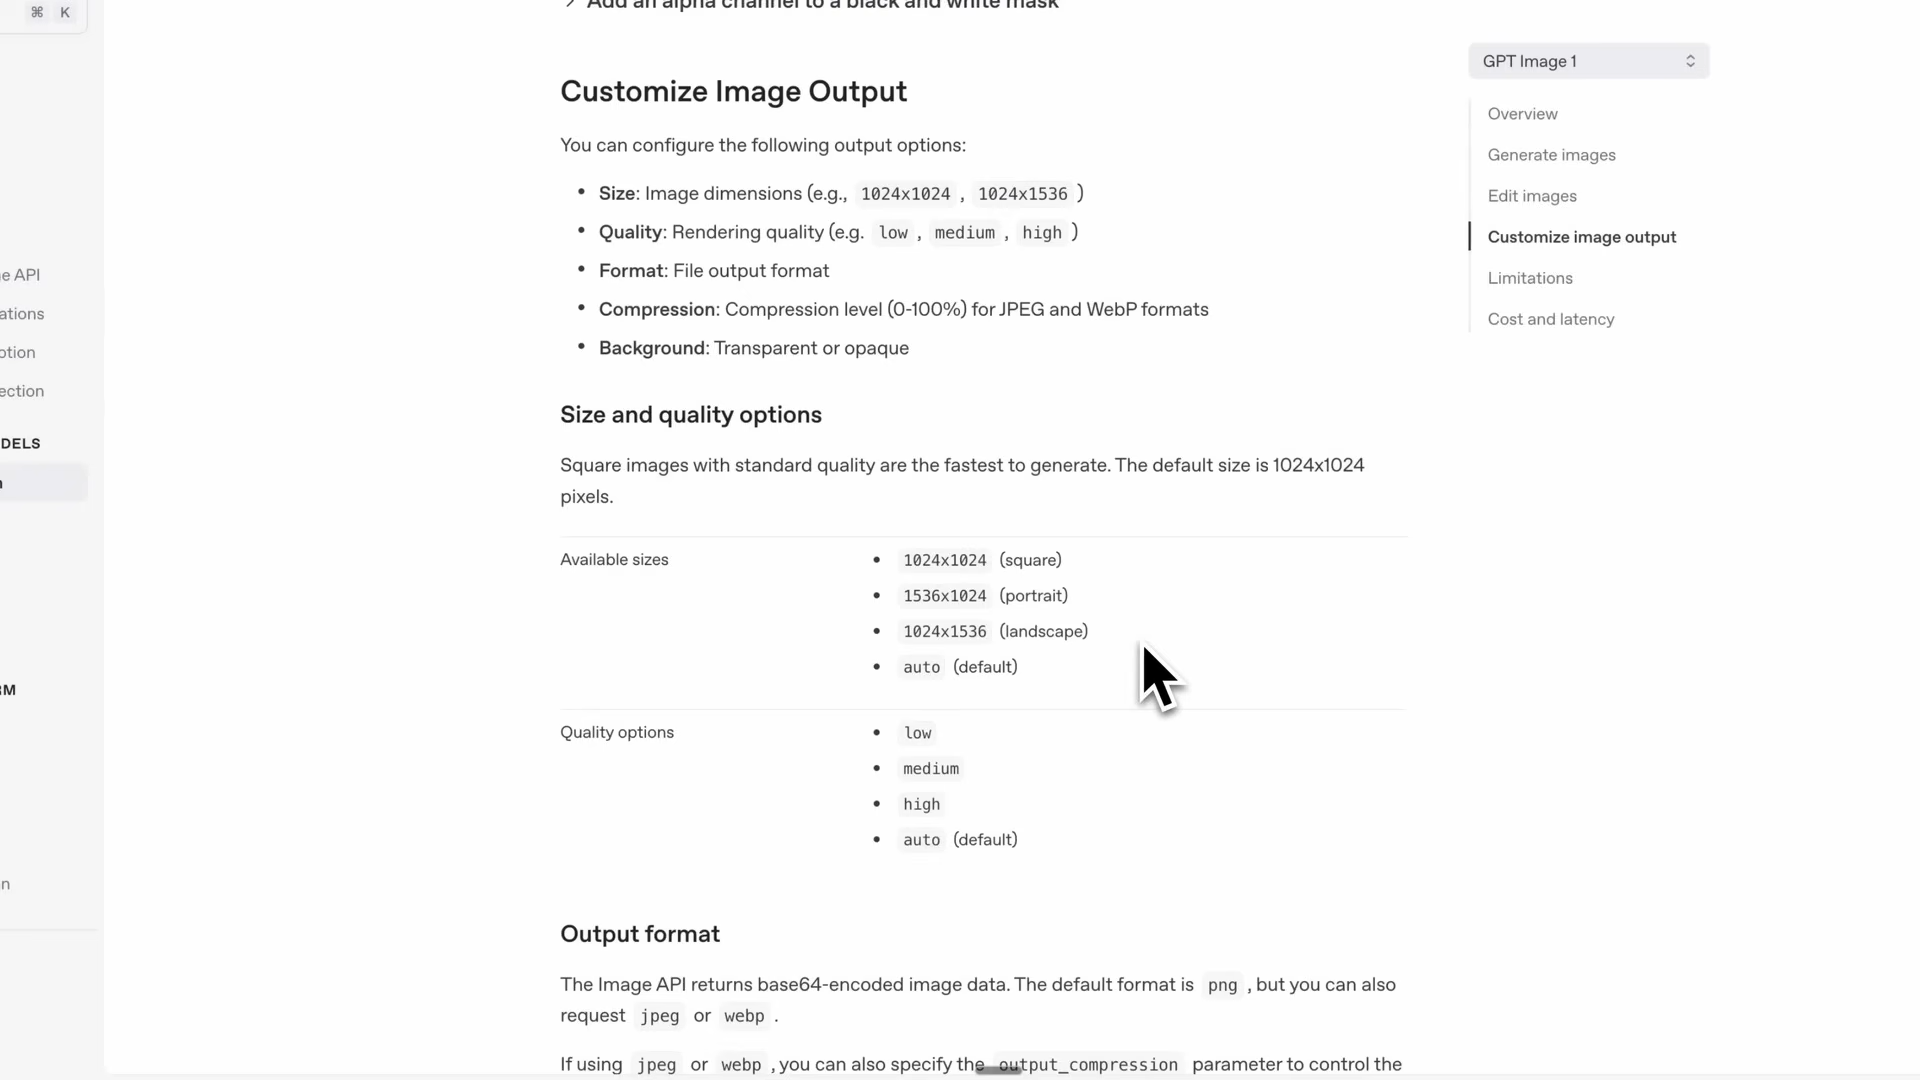 ⌘ K
Add an alpha channel to a black and white mask
GPT Image 1
Customize Image Output
Overview
You can configure the following output options:
Generate images
Size: Image dimensions (e.g., 1024x1024 , 1024x1536 )
Edit images
Quality: Rendering quality (e.g. low , medium , high )
Customize image output
Format: File output format
Limitations
Compression: Compression level (0-100%) for JPEG and WebP formats
Cost and latency
Background: Transparent or opaque
e API
ations
otion
ection
DELS
Size and quality options
Square images with standard quality are the fastest to generate. The default size is 1024x1024
pixels.
Available sizes
1024x1024 (square)
1536x1024 (portrait)
1024x1536 (landscape)
auto (default)
RM
Quality options
low
medium
high
auto (default)
n
Output format
The Image API returns base64-encoded image data. The default format is png , but you can also
request jpeg or webp .
If using jpeg or webp , you can also specify the output_compression parameter to control the